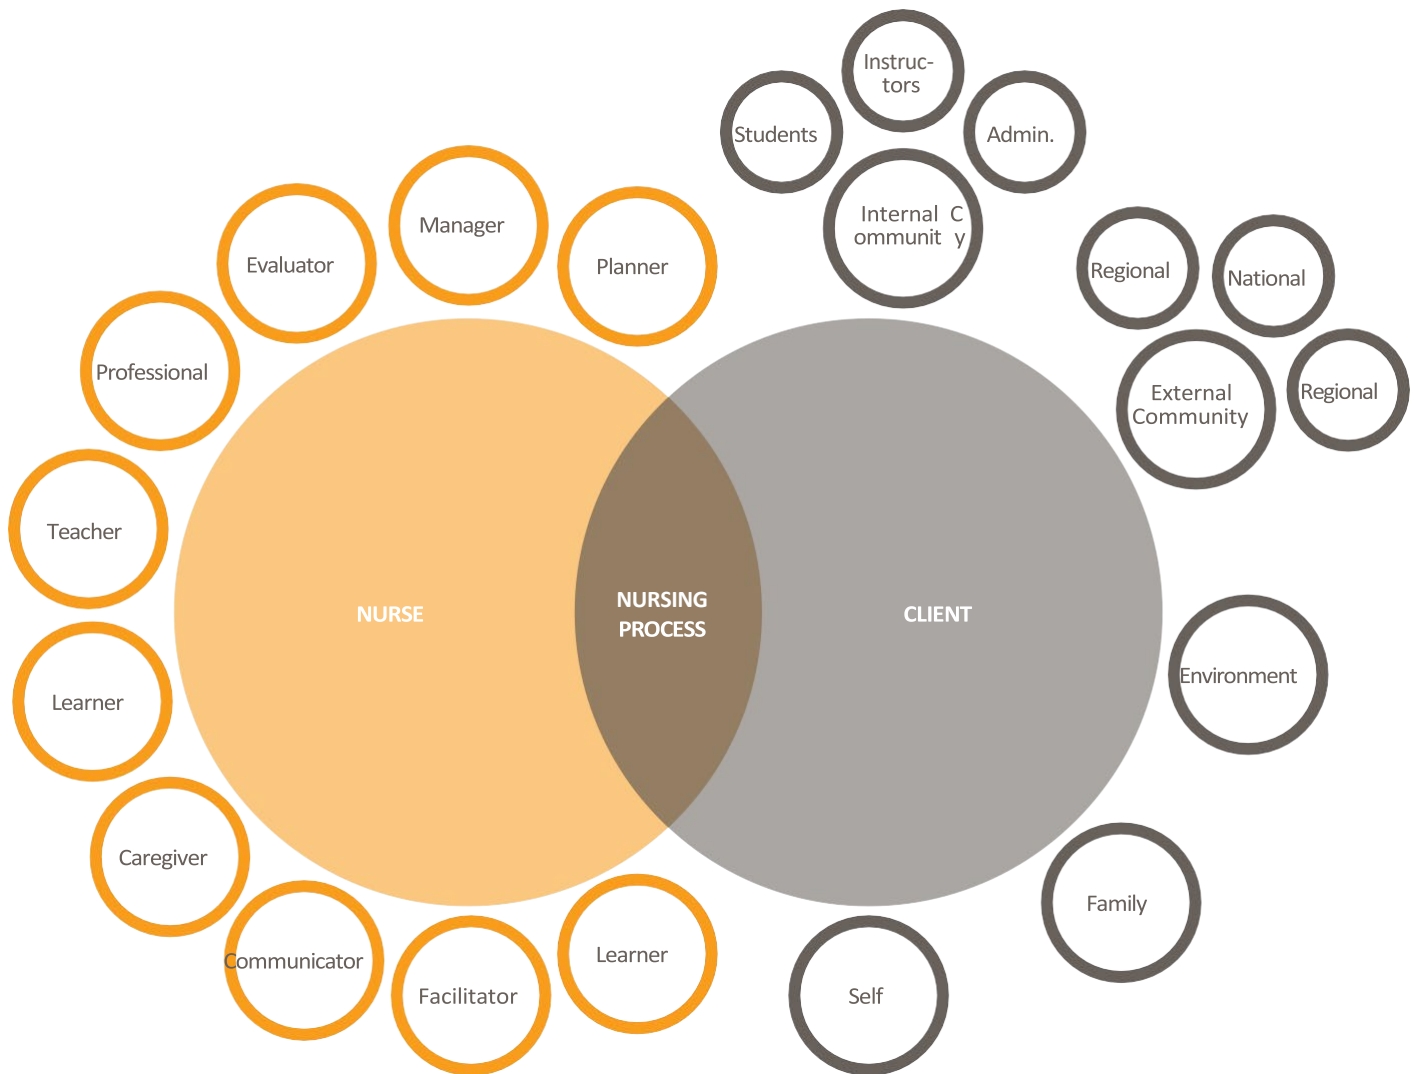 Instruc-
tors
Students
Admin.
Internal C
ommunit y
Manager
Planner
Evaluator
Regional
National
Professional
External
Community
Regional
Teacher
NURSE
NURSING
PROCESS
CLIENT
Environment
Learner
Caregiver
Family
Communicator
Learner
Facilitator
Self